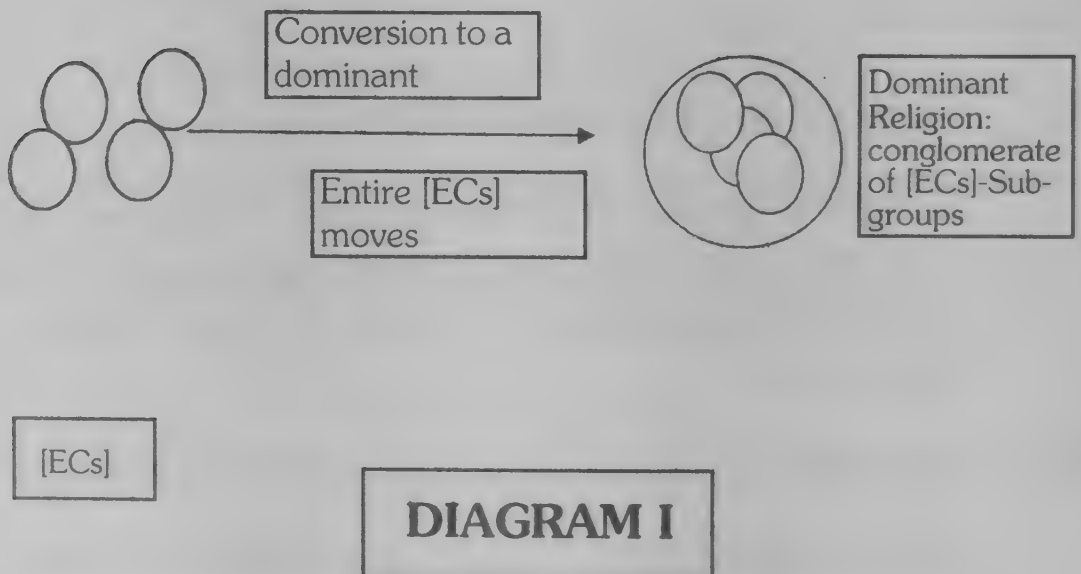 Conversion to a
dominant
Entire [ECs]
moves
Dominant
Religion:
conglomerate
of [ECs]-Sub-
groups
[ECs]
DIAGRAM I